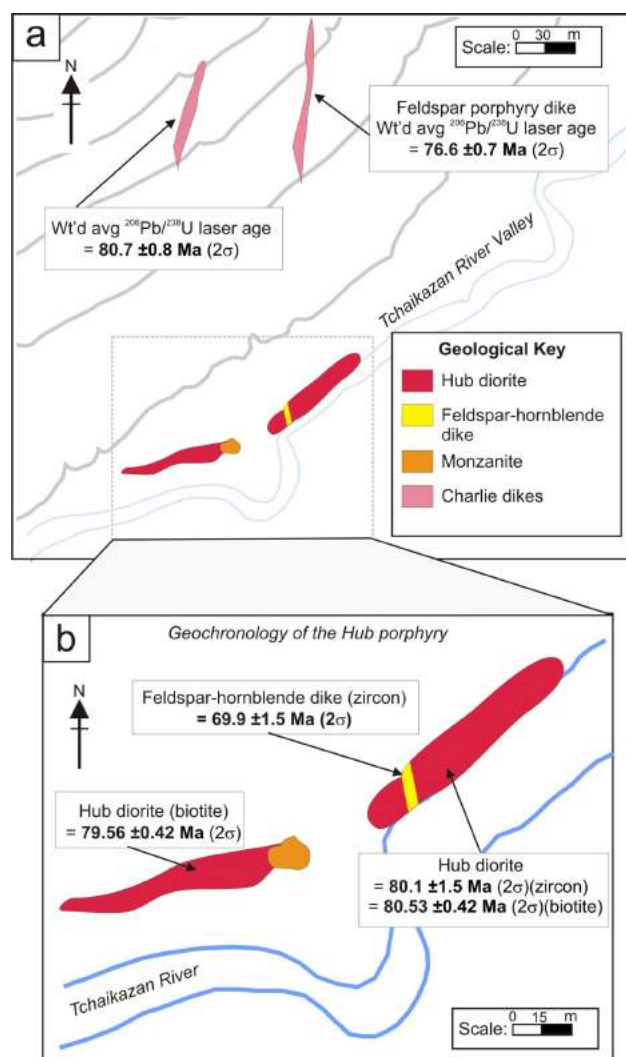 a
Scale: 0 30 m
N
Feldspar porphyry dike
Wt'd avg ²⁰⁶Pb/²³⁸U laser age
= 76.6 ±0.7 Ma (2σ)
Wt'd avg ²⁰⁶Pb/²³⁸U laser age
= 80.7 ±0.8 Ma (2σ)
Tchaikazan River Valley
Geological Key
Hub diorite
Feldspar-hornblende
dike
Monzanite
Charlie dikes
b
Geochronology of the Hub porphyry
N
Feldspar-hornblende dike (zircon)
= 69.9 ±1.5 Ma (2σ)
Hub diorite (biotite)
= 79.56 ±0.42 Ma (2σ)
Hub diorite
= 80.1 ±1.5 Ma (2σ)(zircon)
= 80.53 ±0.42 Ma (2σ)(biotite)
Tchaikazan River
Scale: 0 15 m